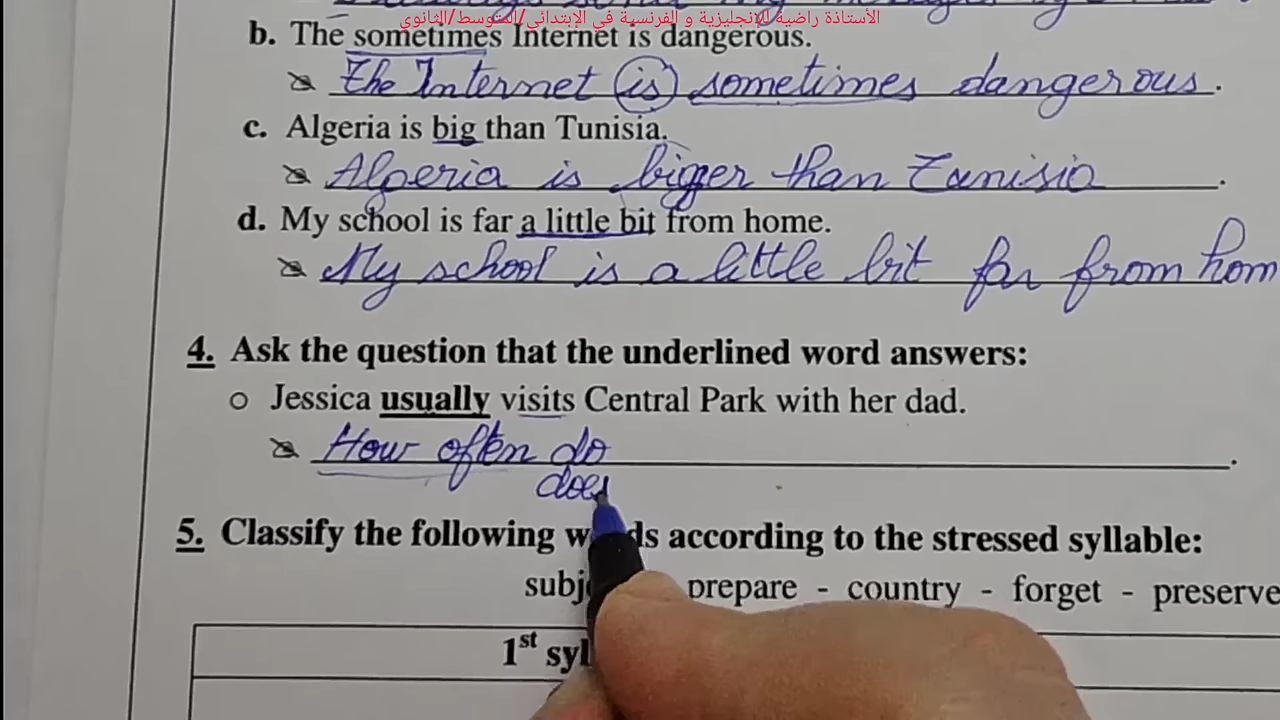 الأستاذة راضية للإنجليزية و الفرنسية في الإبتدائي/المتوسط/الثانوي
b. The sometimes Internet is dangerous.
The Internet is sometimes dangerous.
c. Algeria is big than Tunisia.
Algeria is bigger than Tunisia.
d. My school is far a little bit from home.
My school is a little bit far from hom
4. Ask the question that the underlined word answers:
Jessica usually visits Central Park with her dad.
How often do
does
5. Classify the following words according to the stressed syllable:
subj prepare - country - forget - preserve
1st syl